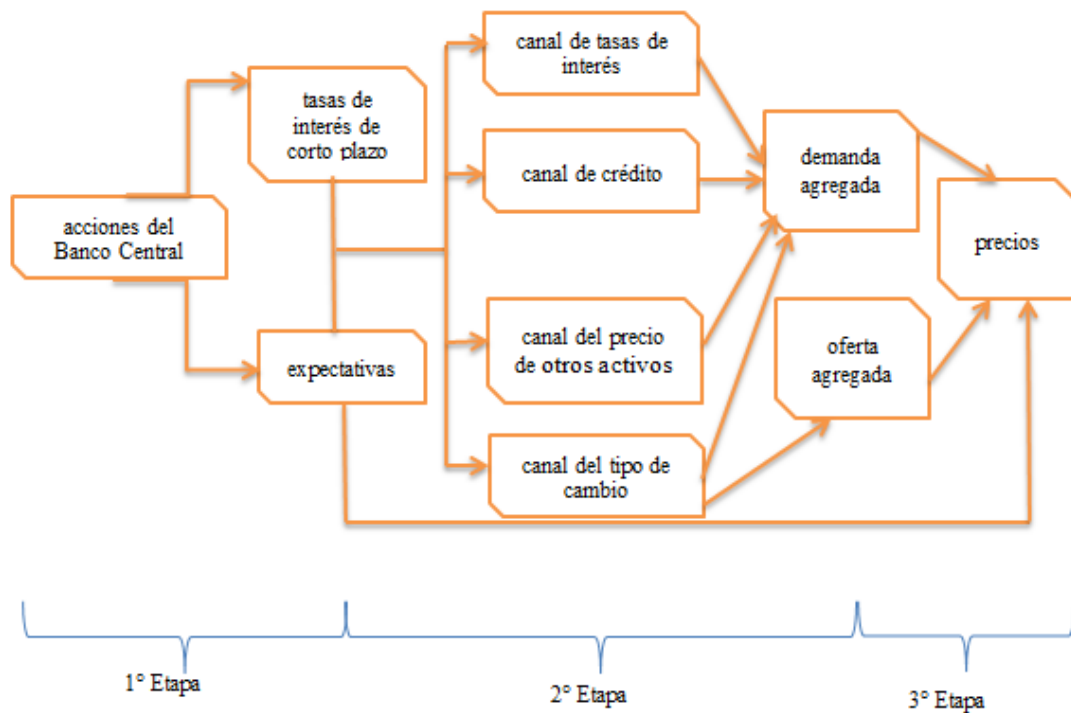 acciones del
Banco Central
tasas de
interés de
corto plazo
expectativas
canal de tasas de
interés
canal de crédito
canal del precio
de otros activos
canal del tipo de
cambio
demanda
agregada
oferta
agregada
precios
1° Etapa
2° Etapa
3° Etapa